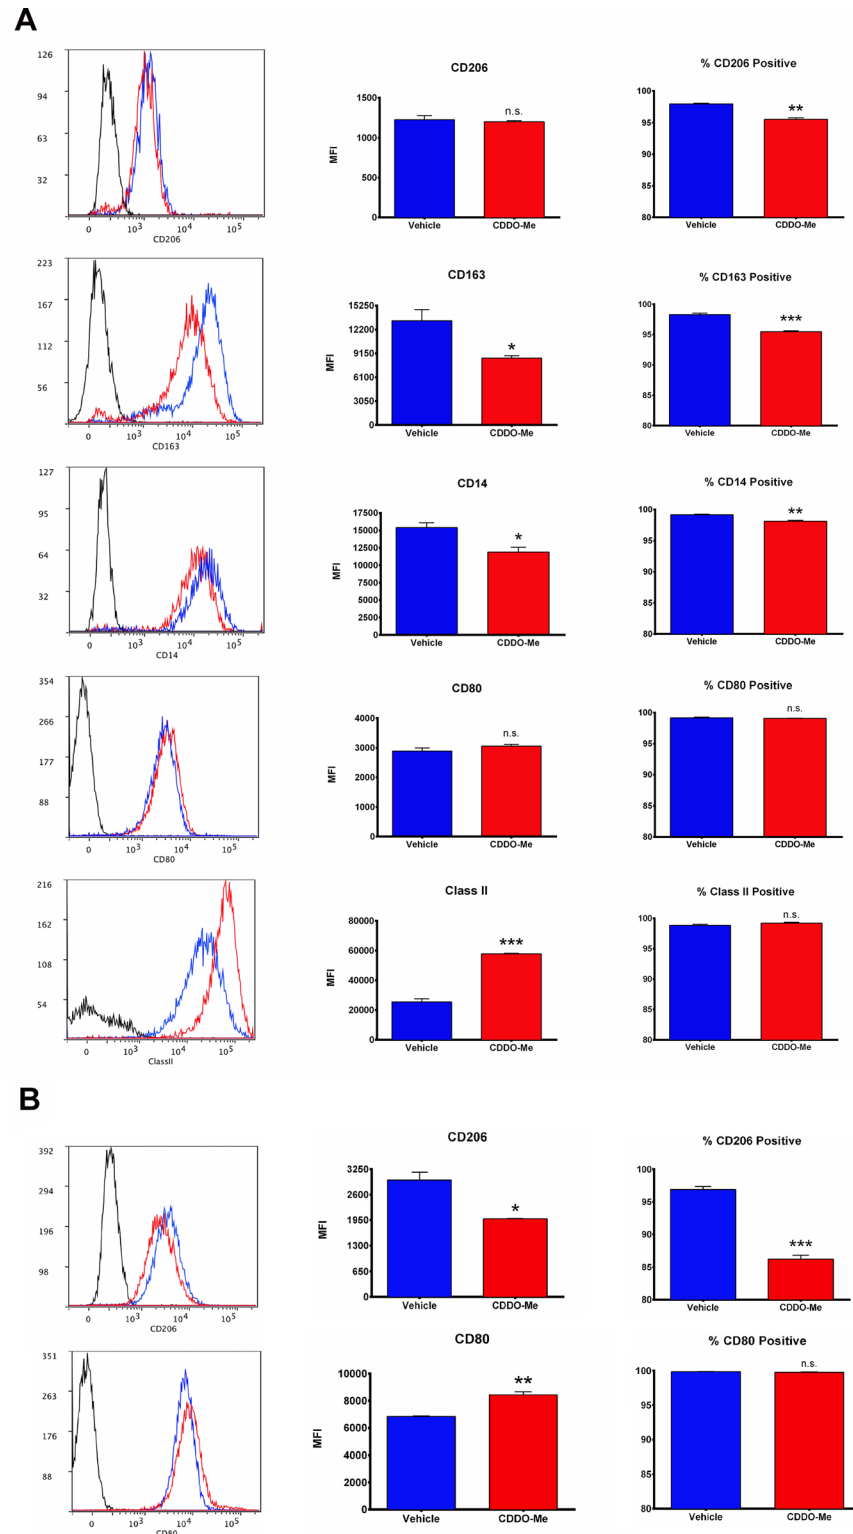 A
126
94
63
32
0 10³ 10⁴ 10⁵
CD206
CD206
1500
1000
500
0
MFI
n.s.
Vehicle CDDO-Me
% CD206 Positive
100
95
90
85
80
**
Vehicle CDDO-Me
223
167
112
56
0 10³ 10⁴ 10⁵
CD163
CD163
15250
12200
9150
6100
3050
0
MFI
*
Vehicle CDDO-Me
% CD163 Positive
100
95
90
85
80
***
Vehicle CDDO-Me
127
95
64
32
0 10³ 10⁴ 10⁵
CD14
CD14
17500
15000
12500
10000
7500
5000
2500
0
MFI
*
Vehicle CDDO-Me
% CD14 Positive
100
95
90
85
80
**
Vehicle CDDO-Me
354
266
177
88
0 10³ 10⁴ 10⁵
CD80
CD80
4000
3000
2000
1000
0
MFI
n.s.
Vehicle CDDO-Me
% CD80 Positive
100
95
90
85
80
n.s.
Vehicle CDDO-Me
216
162
108
54
0 10³ 10⁴ 10⁵
ClassII
Class II
80000
60000
40000
20000
0
MFI
***
Vehicle CDDO-Me
% Class II Positive
100
95
90
85
80
n.s.
Vehicle CDDO-Me
B
392
294
196
98
0 10³ 10⁴ 10⁵
CD206
CD206
3250
2600
1950
1300
650
0
MFI
*
Vehicle CDDO-Me
% CD206 Positive
100
95
90
85
80
***
Vehicle CDDO-Me
351
263
176
88
0 10³ 10⁴ 10⁵
CD80
CD80
10000
8000
6000
4000
2000
0
MFI
**
Vehicle CDDO-Me
% CD80 Positive
100
95
90
85
80
n.s.
Vehicle CDDO-Me